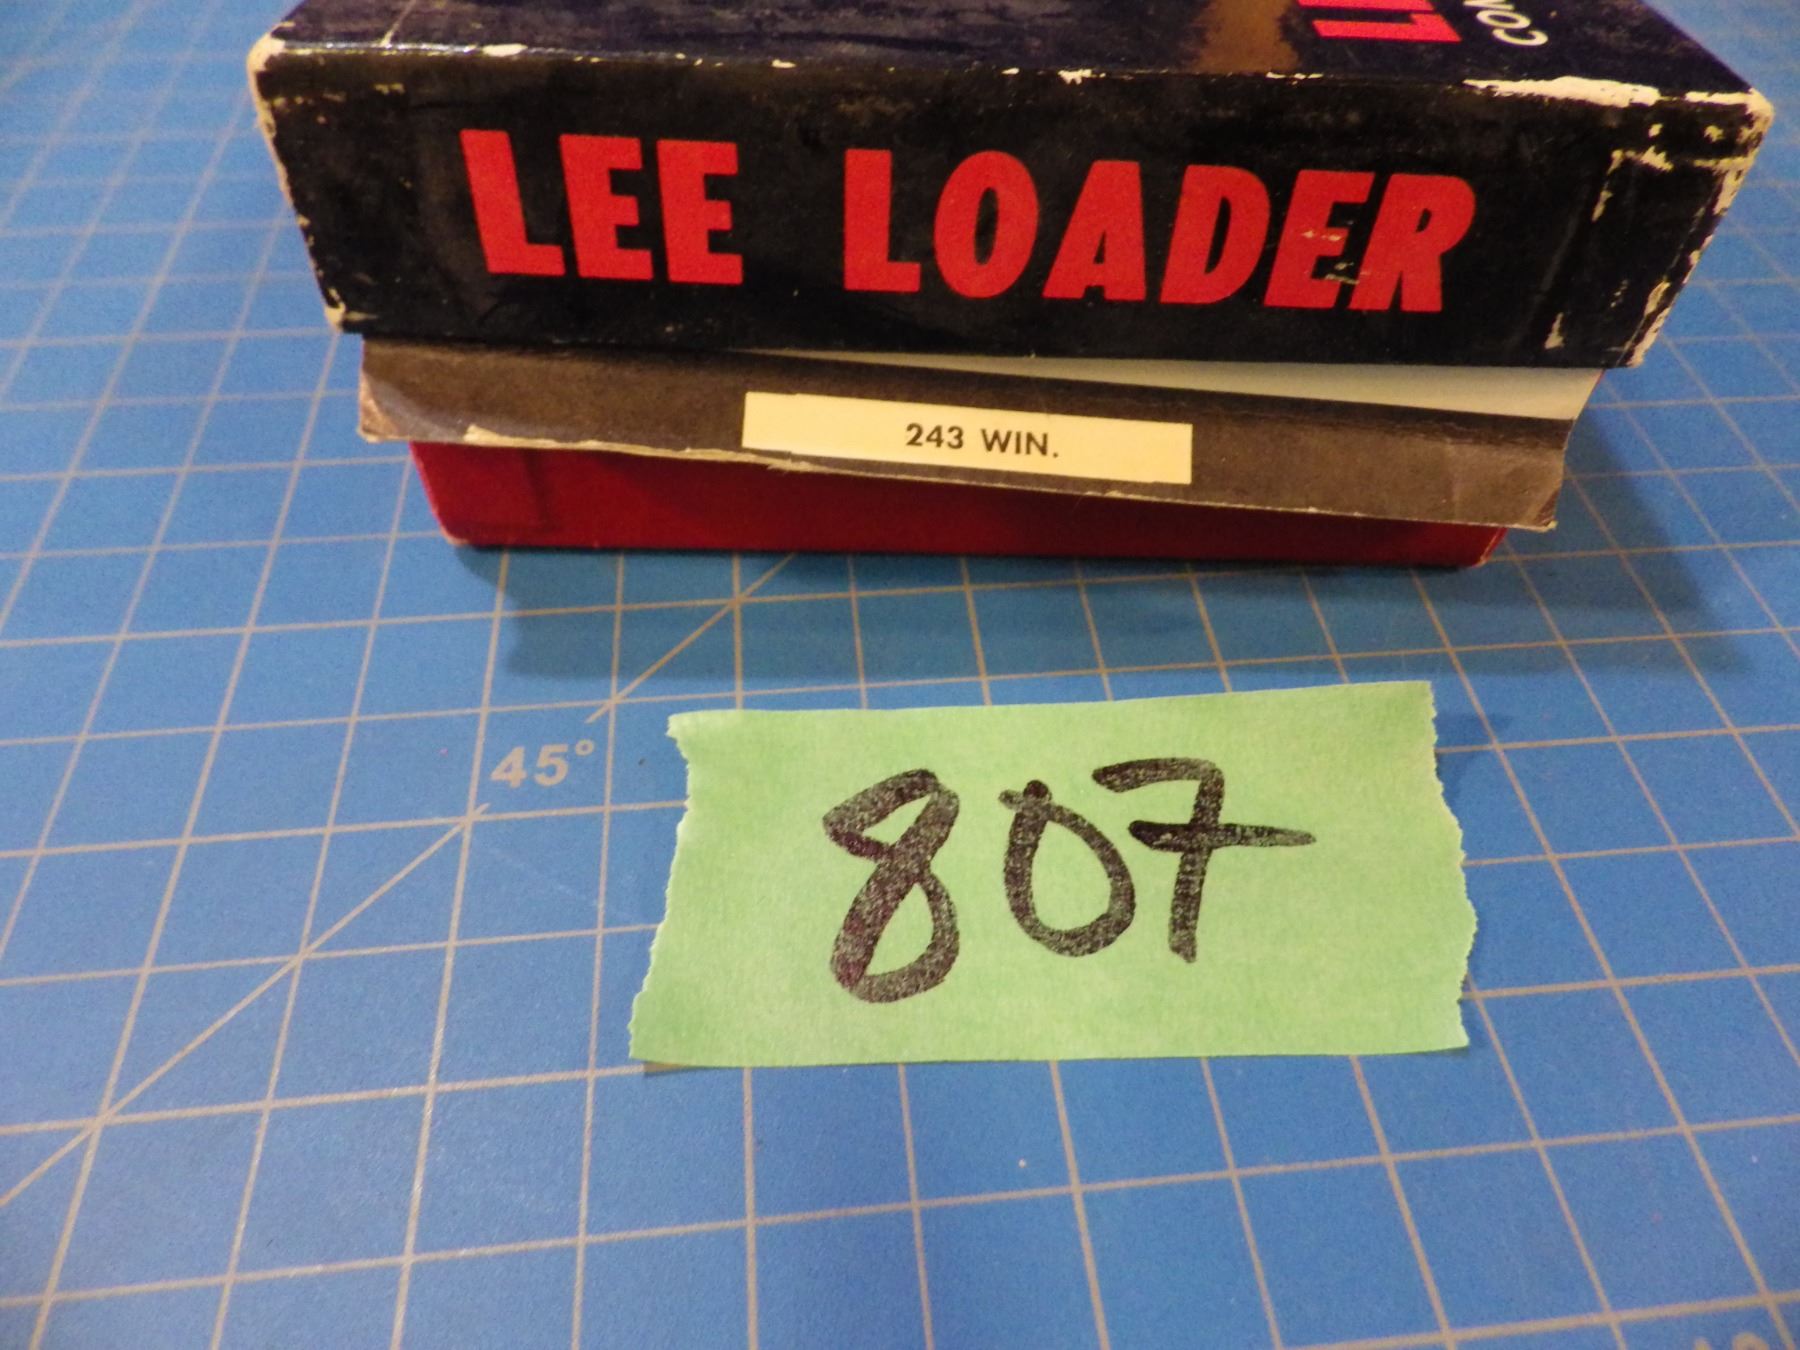 LEE LOADER
243 WIN.
45°
807